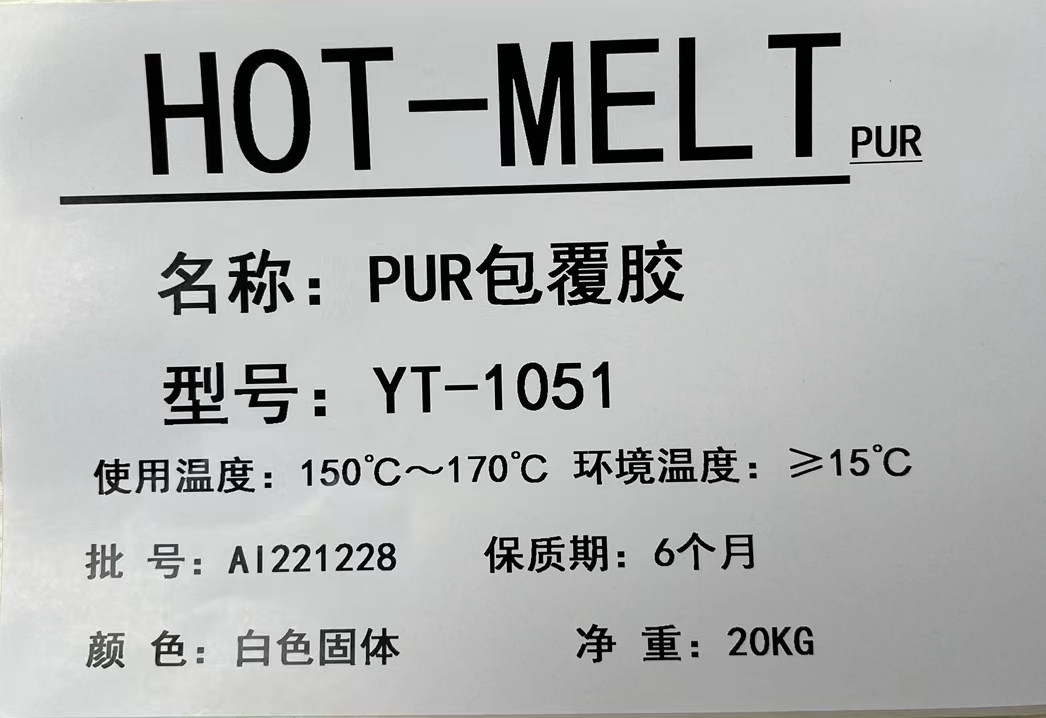 HOT-MELT PUR
名称：PUR包覆胶
型号：YT-1051
使用温度：150℃～170℃ 环境温度：≥15℃
批 号：AI221228 保质期：6个月
颜 色：白色固体 净 重：20KG